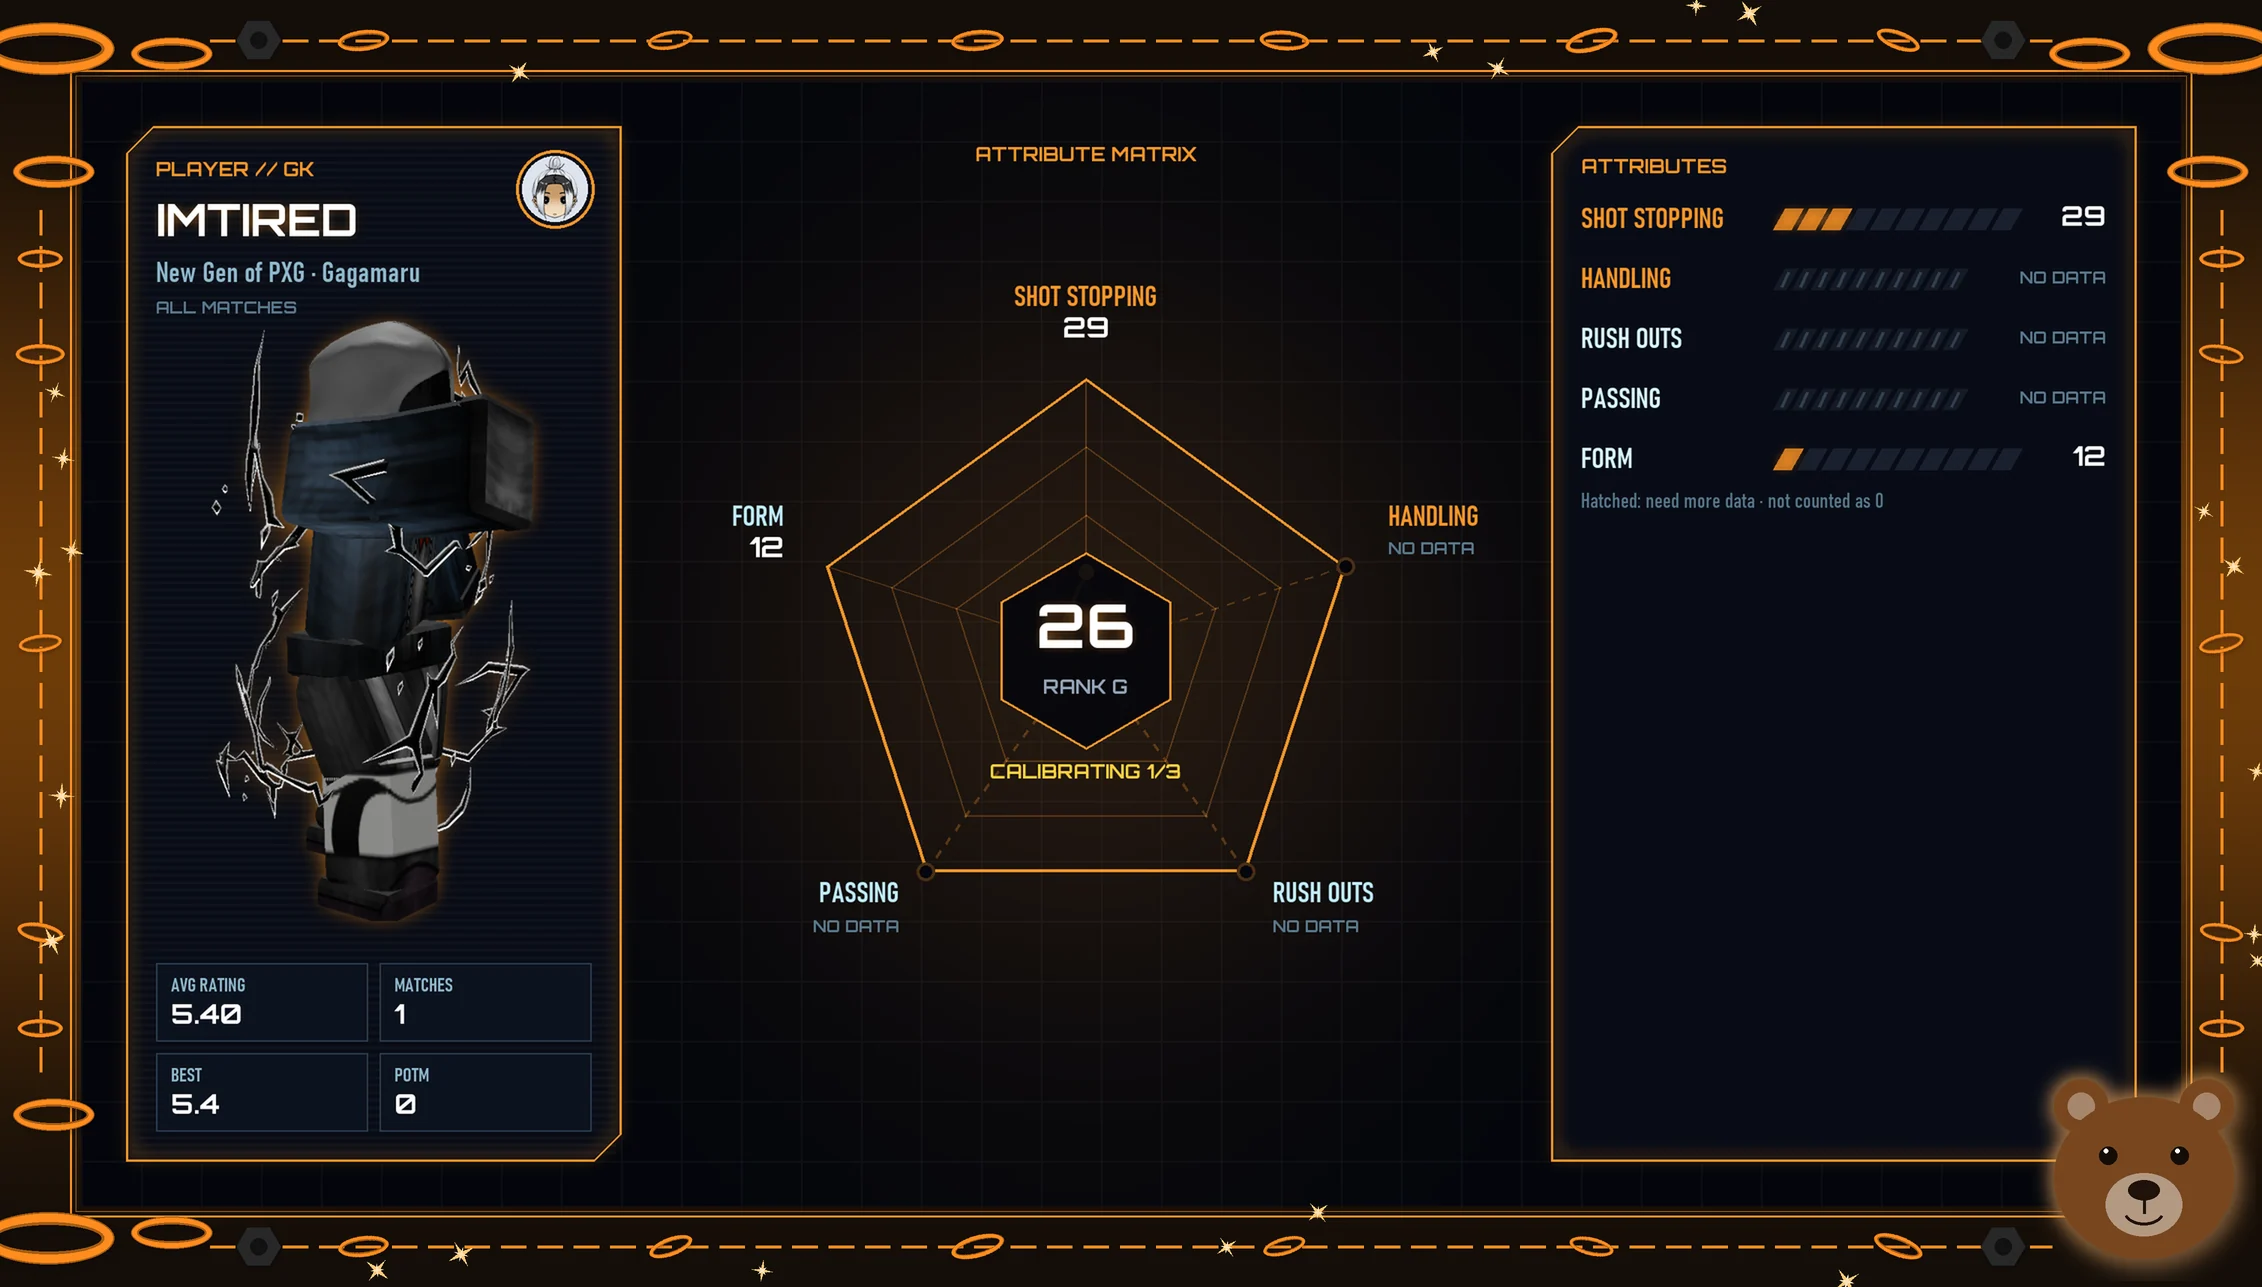 PLAYER // GK
IMTIRED
New Gen of PXG · Gagamaru
ALL MATCHES
AVG RATING
5.40
MATCHES
1
BEST
5.4
POTM
0
ATTRIBUTE MATRIX
SHOT STOPPING
29
FORM
12
HANDLING
NO DATA
26
RANK G
CALIBRATING 1/3
PASSING
NO DATA
RUSH OUTS
NO DATA
ATTRIBUTES
SHOT STOPPING 29
HANDLING NO DATA
RUSH OUTS NO DATA
PASSING NO DATA
FORM 12
Hatched: need more data · not counted as 0